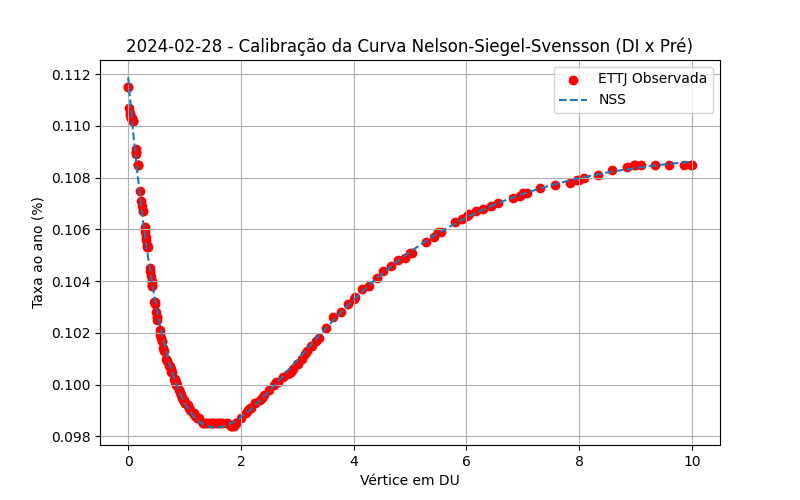 2024-02-28 - Calibração da Curva Nelson-Siegel-Svensson (DI x Pré)
ETTJ Observada
NSS
Taxa ao ano (%)
0.112
0.110
0.108
0.106
0.104
0.102
0.100
0.098
0 2 4 6 8 10
Vértice em DU